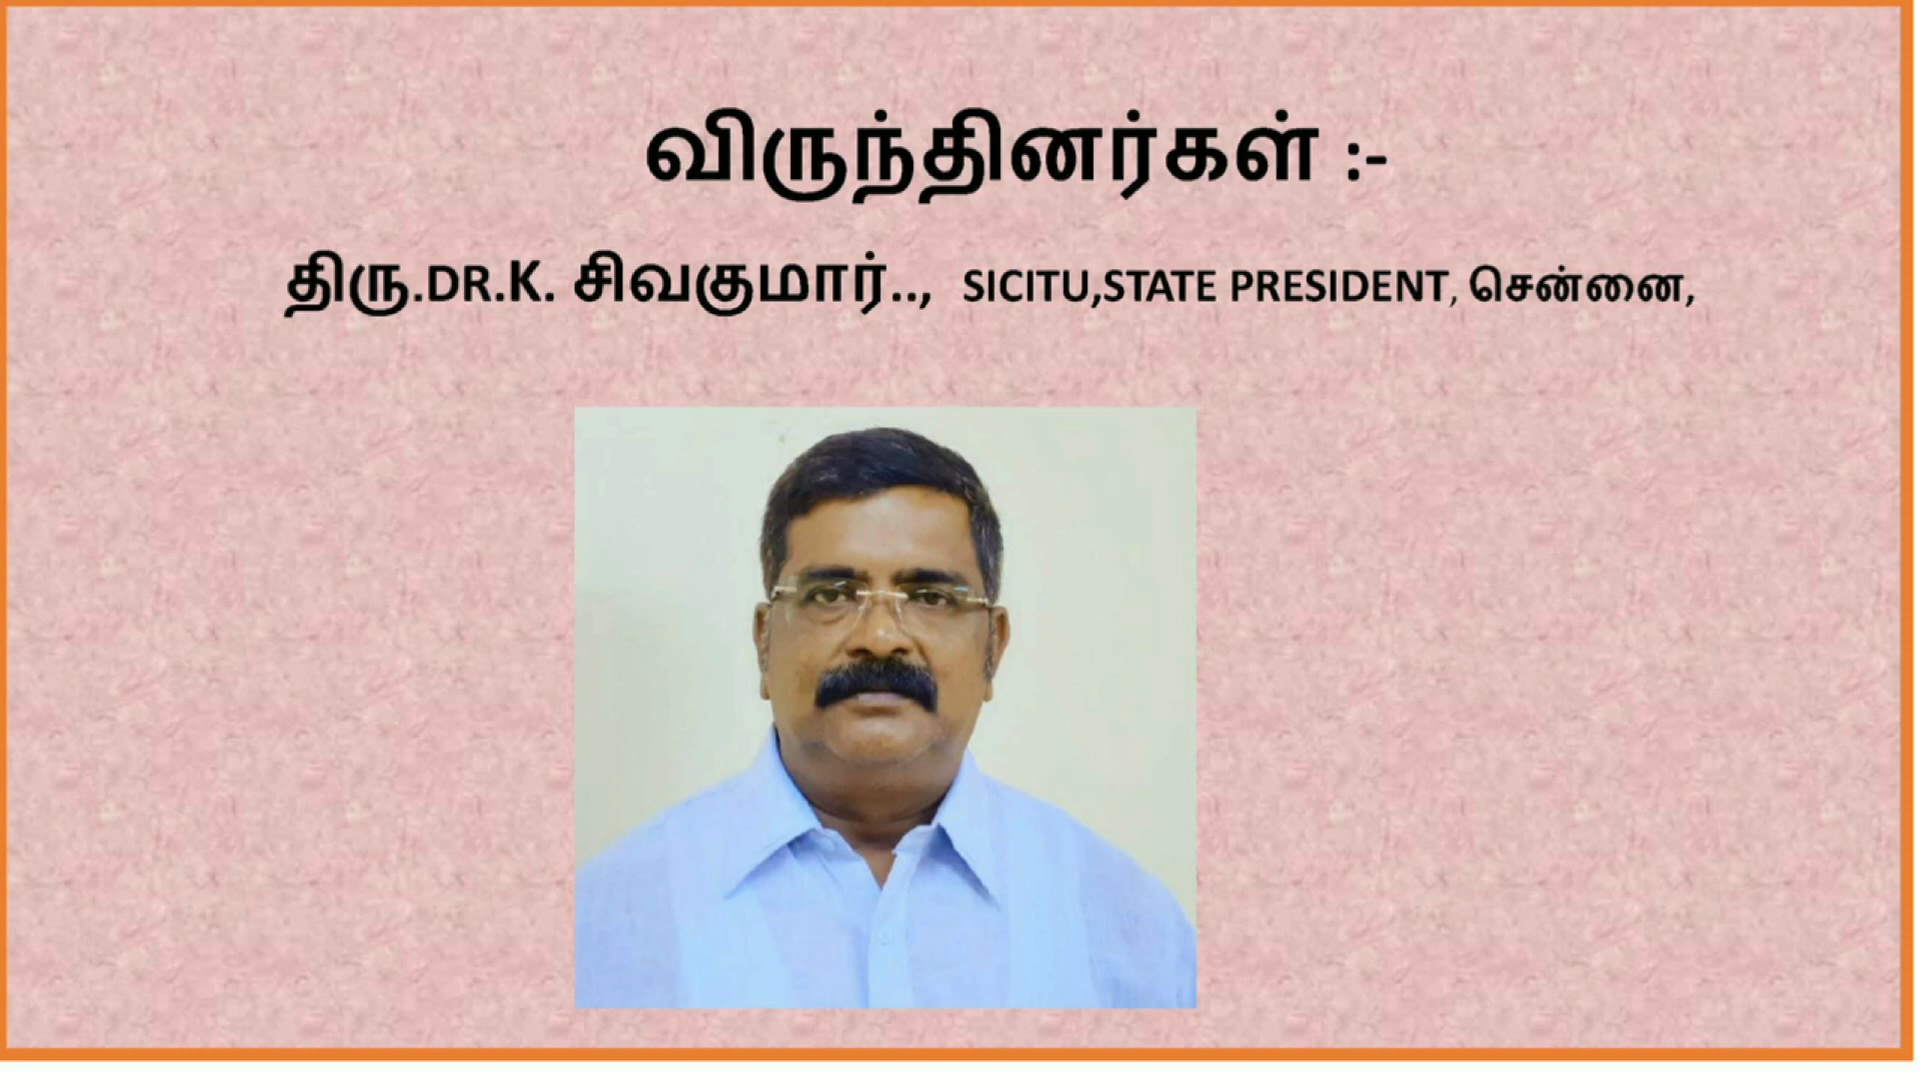 விருந்தினர்கள் :-
திரு.DR.K. சிவகுமார்.., SICITU,STATE PRESIDENT, சென்னை,